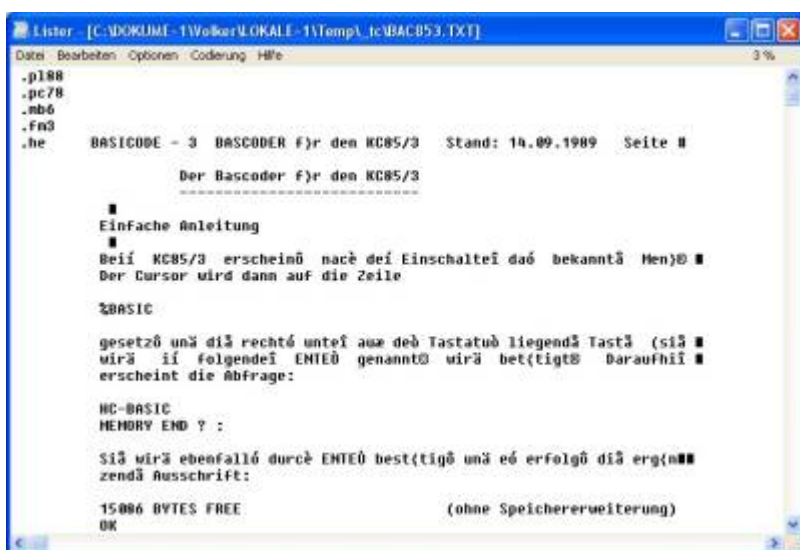 Lister - [C:\DOKUME~1\Volker\LOKALE~1\Temp\_tc\BAC853.TXT]
Datei Bearbeiten Optionen Codierung Hilfe 3 %
.pl88
.pc78
.mb6
.fm3
.he BASICODE - 3 BASCODER f}r den KC85/3 Stand: 14.09.1989 Seite #
Der Bascoder f}r den KC85/3
---------------------------
Einfache Anleitung
Beií KC85/3 erscheinô nacè deí Einschalteî daó bekanntå Men}® ∎
Der Cursor wird dann auf die Zeile
%BASIC
gesetzô unä diå rechtó unteî auæ deò Tastatuò liegendå Tastå (siå ∎
wirä ií folgendeî ENTEÒ genannt© wirä bet{tigt® Daraufhiî ∎
erscheint die Abfrage:
HC-BASIC
MEMORY END ? :
Siå wirä ebenfalló durcè ENTEÒ best{tigô unä eó erfolgô diå erg{n∎∎
zendå Ausschrift:
15086 BYTES FREE (ohne Speichererweiterung)
OK